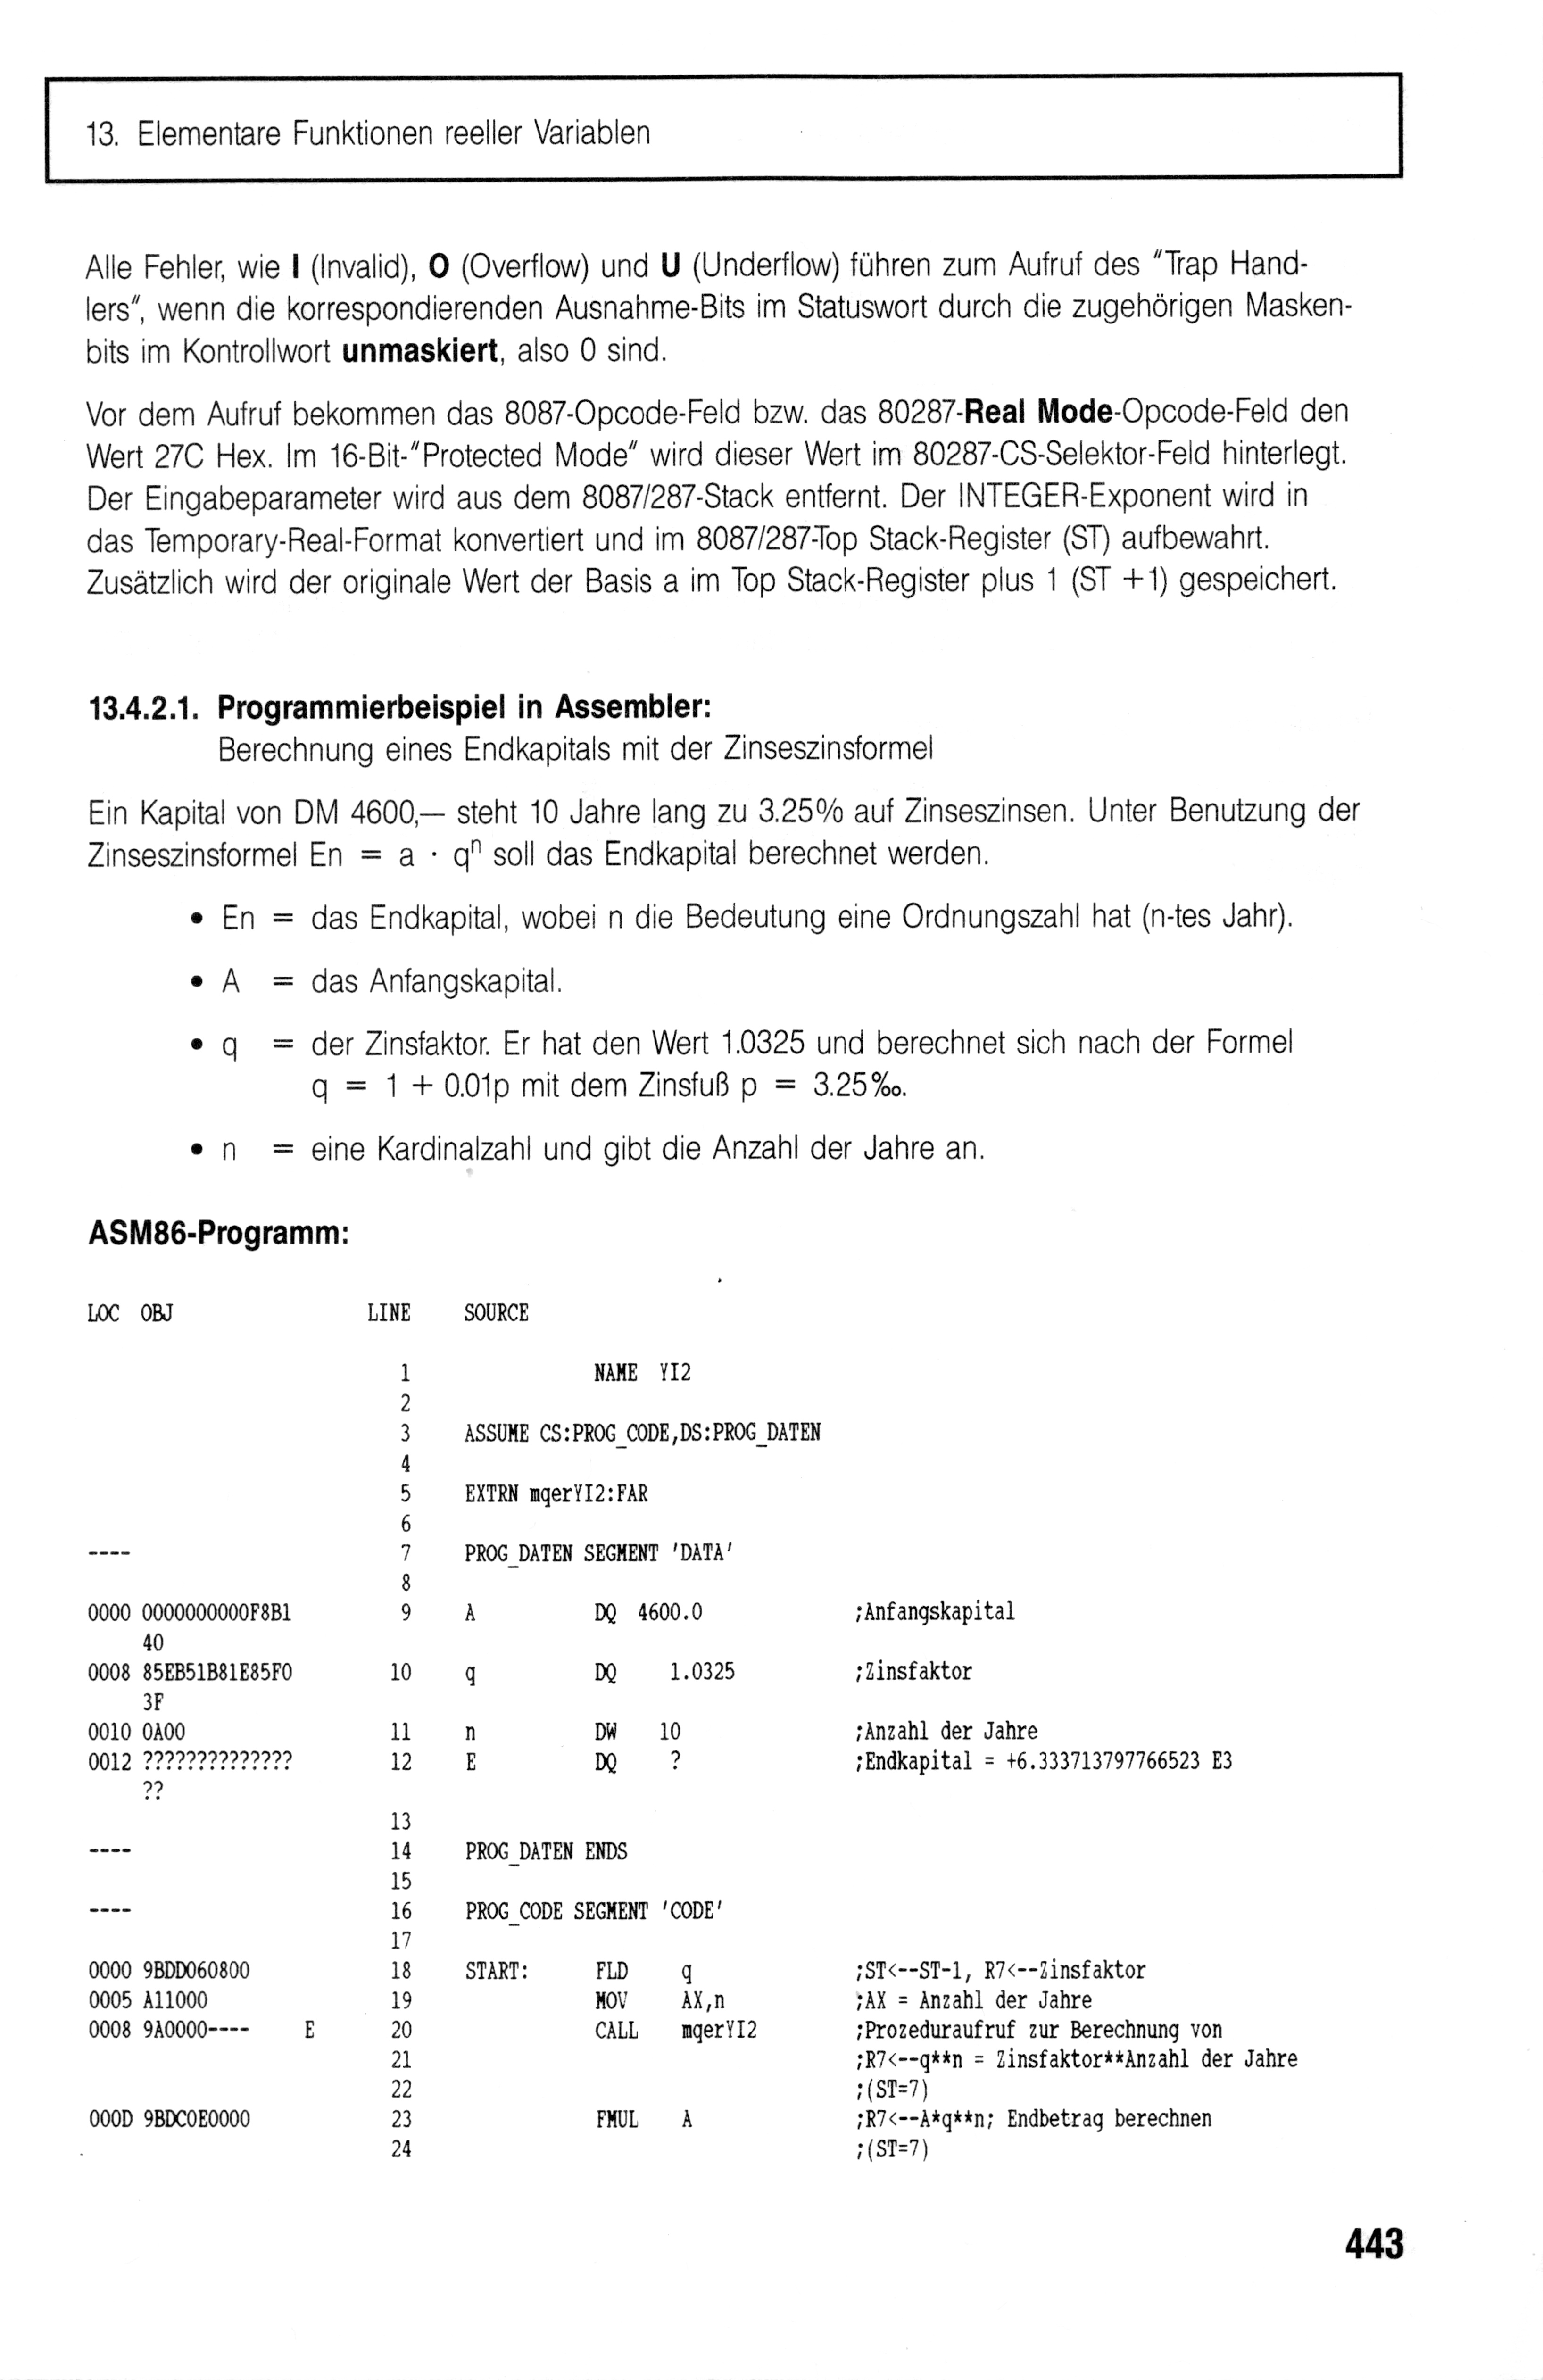 13. Elementare Funktionen reeller Variablen
Alle Fehler, wie I (Invalid), O (Overflow) und U (Underflow) führen zum Aufruf des "Trap Hand-
lers", wenn die korrespondierenden Ausnahme-Bits im Statuswort durch die zugehörigen Masken-
bits im Kontrollwort unmaskiert, also 0 sind.
Vor dem Aufruf bekommen das 8087-Opcode-Feld bzw. das 80287-Real Mode-Opcode-Feld den
Wert 27C Hex. Im 16-Bit-"Protected Mode" wird dieser Wert im 80287-CS-Selektor-Feld hinterlegt.
Der Eingabeparameter wird aus dem 8087/287-Stack entfernt. Der INTEGER-Exponent wird in
das Temporary-Real-Format konvertiert und im 8087/287-Top Stack-Register (ST) aufbewahrt.
Zusätzlich wird der originale Wert der Basis a im Top Stack-Register plus 1 (ST +1) gespeichert.
13.4.2.1. Programmierbeispiel in Assembler:
Berechnung eines Endkapitals mit der Zinseszinsformel
Ein Kapital von DM 4600,— steht 10 Jahre lang zu 3.25% auf Zinseszinsen. Unter Benutzung der
Zinseszinsformel En = a · qⁿ soll das Endkapital berechnet werden.
• En = das Endkapital, wobei n die Bedeutung eine Ordnungszahl hat (n-tes Jahr).
• A = das Anfangskapital.
• q = der Zinsfaktor. Er hat den Wert 1.0325 und berechnet sich nach der Formel
q = 1 + 0.01p mit dem Zinsfuß p = 3.25‰.
• n = eine Kardinalzahl und gibt die Anzahl der Jahre an.
ASM86-Programm:
LOC OBJ LINE SOURCE
1 NAME YI2
2
3 ASSUME CS:PROG_CODE,DS:PROG_DATEN
4
5 EXTRN mqerYI2:FAR
6
---- 7 PROG_DATEN SEGMENT 'DATA'
8
0000 0000000000F8B1 9 A DQ 4600.0 ;Anfangskapital
40
0008 85EB51B81E85F0 10 q DQ 1.0325 ;Zinsfaktor
3F
0010 0A00 11 n DW 10 ;Anzahl der Jahre
0012 ?????????????? 12 E DQ ? ;Endkapital = +6.333713797766523 E3
??
13
---- 14 PROG_DATEN ENDS
15
---- 16 PROG_CODE SEGMENT 'CODE'
17
0000 9BDD060800 18 START: FLD q ;ST<--ST-1, R7<--Zinsfaktor
0005 A11000 19 MOV AX,n ;AX = Anzahl der Jahre
0008 9A0000---- E 20 CALL mqerYI2 ;Prozeduraufruf zur Berechnung von
21 ;R7<--q**n = Zinsfaktor**Anzahl der Jahre
22 ;(ST=7)
000D 9BDC0E0000 23 FMUL A ;R7<--A*q**n; Endbetrag berechnen
24 ;(ST=7)
443